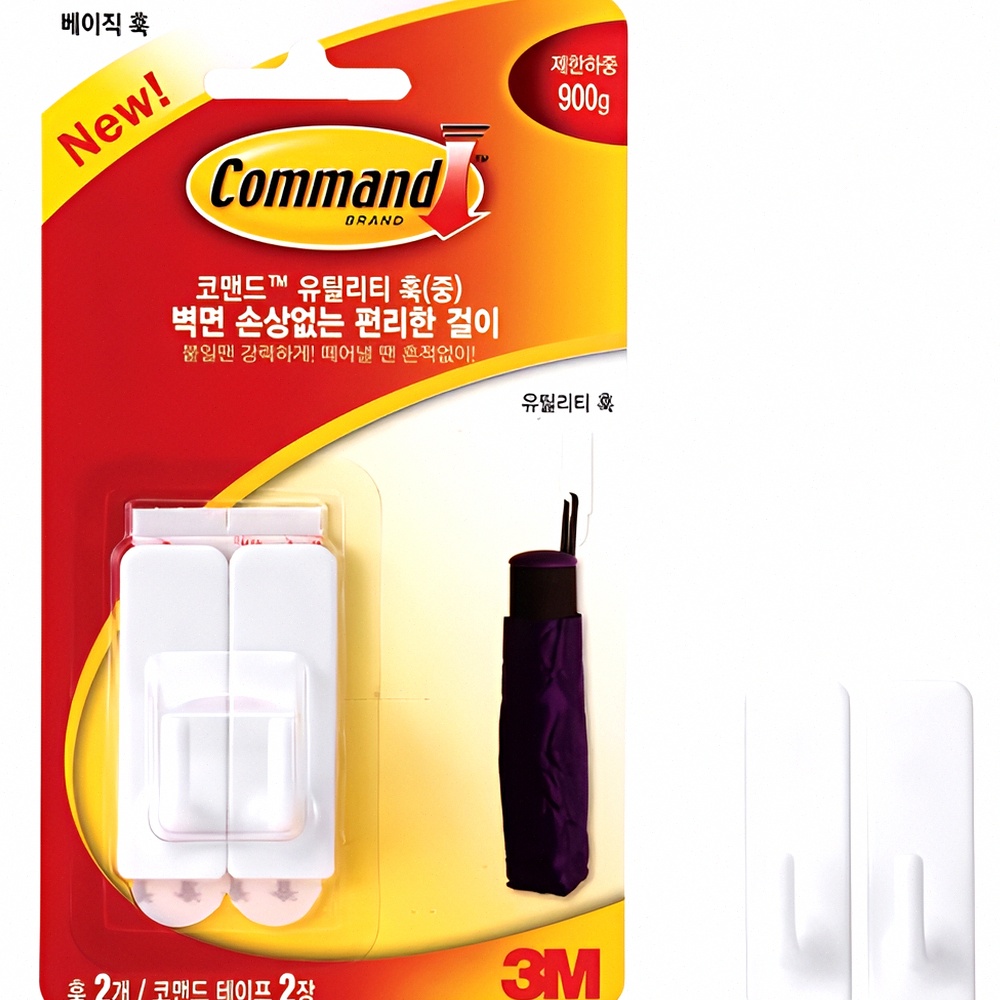 베이직 훅
New!
제한하중
900g
Command™
BRAND
코맨드™ 유틸리티 훅(중)
벽면 손상없는 편리한 걸이
붙일땐 강력하게! 떼어낼 땐 흔적없이!
유틸리티 훅
3M
훅 2개 / 코맨드 테이프 2장